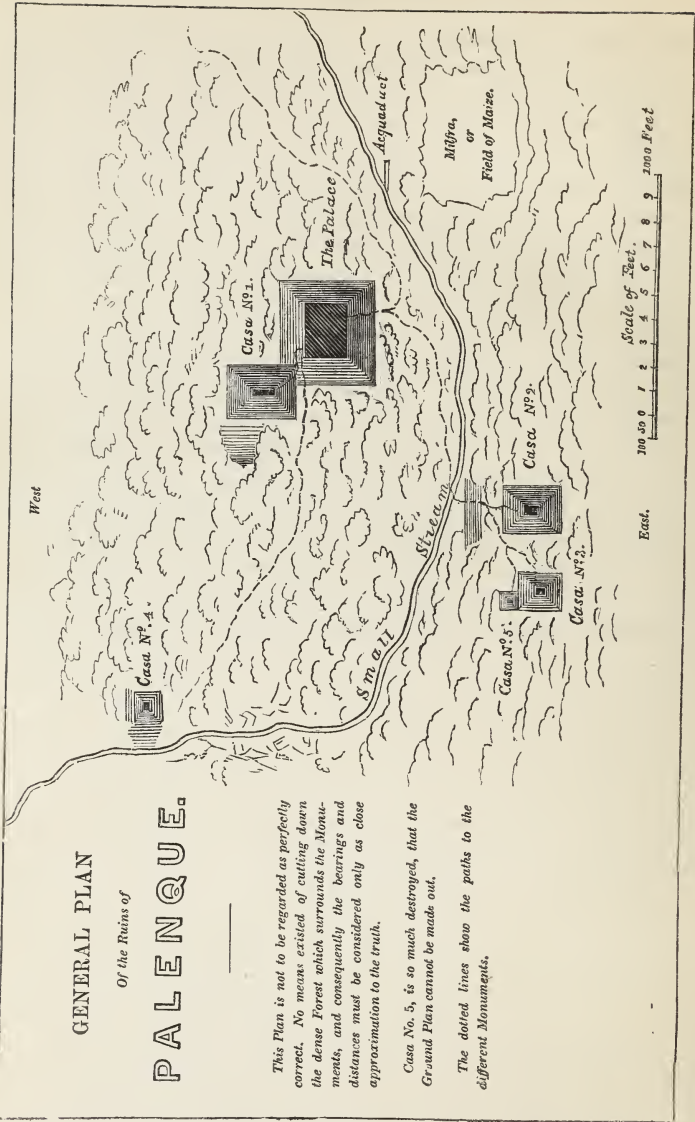 GENERAL PLAN
Of the Ruins of
PALENQUE.
This Plan is not to be regarded as perfectly
correct. No means existed of cutting down
the dense Forest which surrounds the Monu-
ments, and consequently the bearings and
distances must be considered only as close
approximation to the truth.
Casa No. 5, is so much destroyed, that the
Ground Plan cannot be made out.
The dotted lines show the paths to the
different Monuments.
West
Casa Nº. 4.
Casa Nº 1.
The Palace
Acquaduct
Small Stream
Milfra,
or
Field of Maize.
Casa Nº 5.
Casa Nº 3.
Casa Nº 2.
East.
Scale of Feet.
100 50 0 1 2 3 4 5 6 7 8 9 1000 Feet